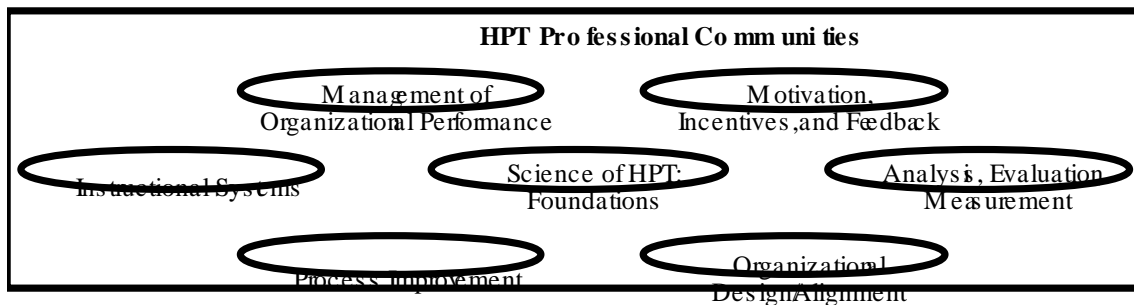 HPT Professional Communities
Management of
Organizational Performance
Motivation,
Incentives, and Feedback
Instructional Systems
Science of HPT:
Foundations
Analysis, Evaluation
Measurement
Process Improvement
Organizational
Design/Alignment